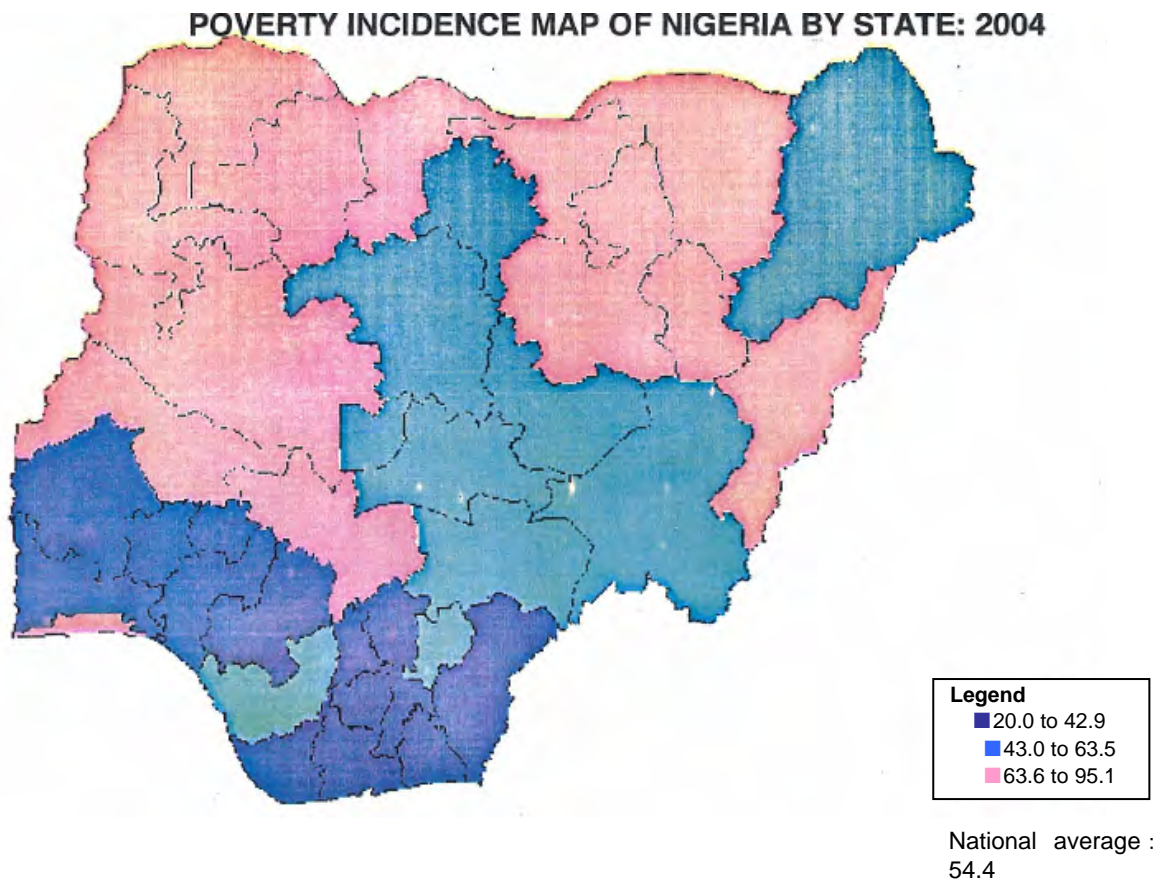 POVERTY INCIDENCE MAP OF NIGERIA BY STATE: 2004
Legend
20.0 to 42.9
43.0 to 63.5
63.6 to 95.1
National average :
54.4